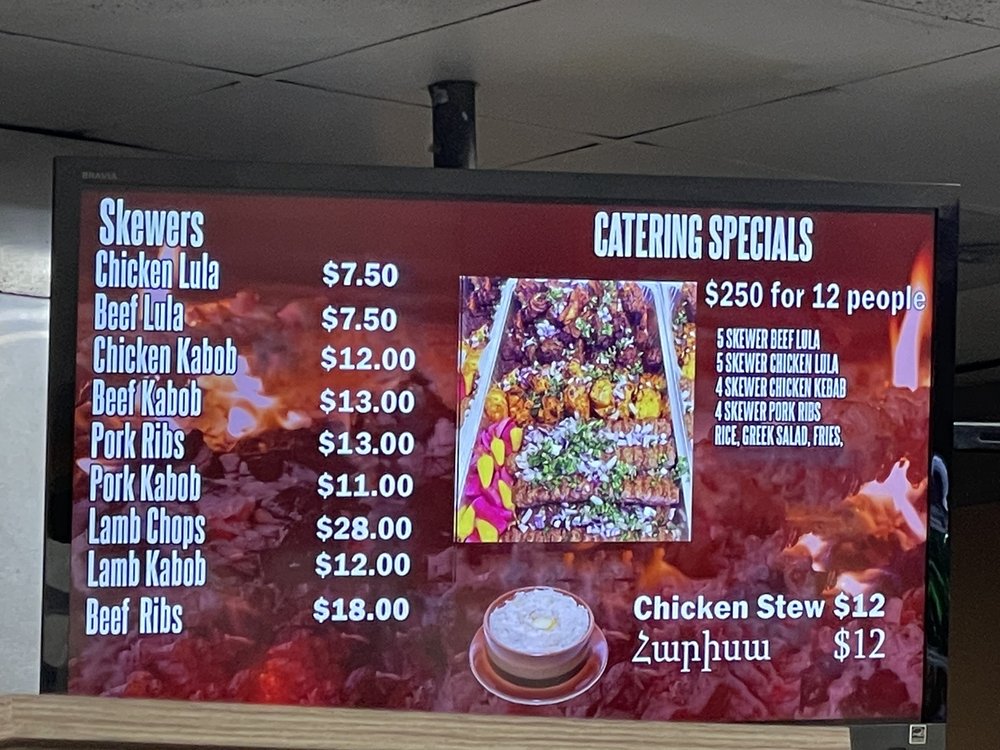 BRAVIA
Skewers
Chicken Lula $7.50
Beef Lula $7.50
Chicken Kabob $12.00
Beef Kabob $13.00
Pork Ribs $13.00
Pork Kabob $11.00
Lamb Chops $28.00
Lamb Kabob $12.00
Beef Ribs $18.00
CATERING SPECIALS
$250 for 12 people
5 SKEWER BEEF LULA
5 SKEWER CHICKEN LULA
4 SKEWER CHICKEN KEBAB
4 SKEWER PORK RIBS
RICE, GREEK SALAD, FRIES,
Chicken Stew $12
Հարիսա $12